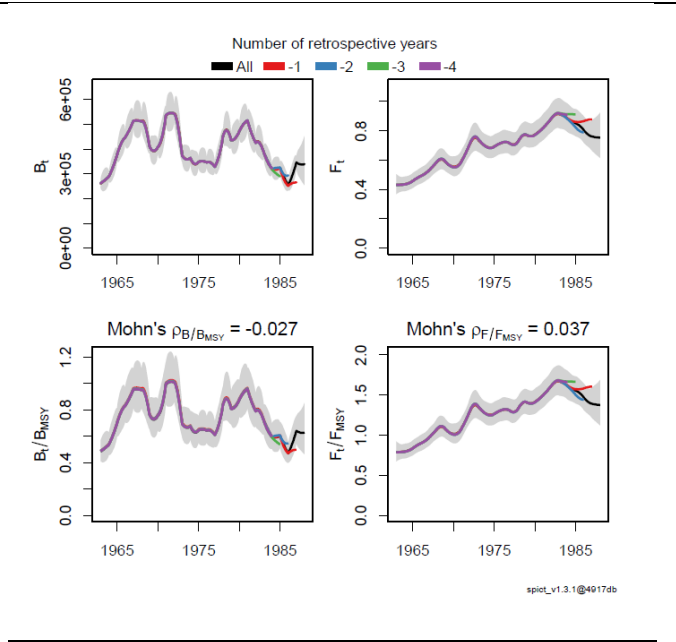 Number of retrospective years
All -1 -2 -3 -4
0e+00 3e+05 6e+05
Bt
1965 1975 1985
0.0 0.4 0.8
Ft
1965 1975 1985
Mohn's ρB/BMSY = -0.027
0.0 0.4 0.8 1.2
Bt/BMSY
1965 1975 1985
Mohn's ρF/FMSY = 0.037
0.0 0.5 1.0 1.5 2.0
Ft/FMSY
1965 1975 1985
spict_v1.3.1@4917db